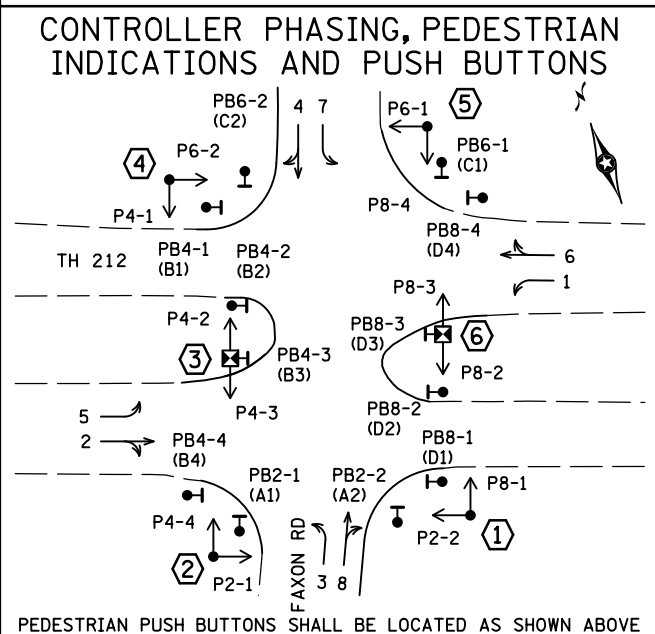 CONTROLLER PHASING, PEDESTRIAN
INDICATIONS AND PUSH BUTTONS
PB6-2
(C2)
4 7
P6-1
5
4
P6-2
PB6-1
(C1)
P4-1
P8-4
PB8-4
(D4)
TH 212
PB4-1
(B1)
PB4-2
(B2)
6
1
P8-3
P4-2
PB8-3
(D3)
6
3
PB4-3
(B3)
P8-2
P4-3
PB8-2
(D2)
5
2
PB4-4
(B4)
PB8-1
(D1)
PB2-1
(A1)
PB2-2
(A2)
P8-1
P4-4
P2-2
1
2
P2-1
FAXON RD
3 8
PEDESTRIAN PUSH BUTTONS SHALL BE LOCATED AS SHOWN ABOVE